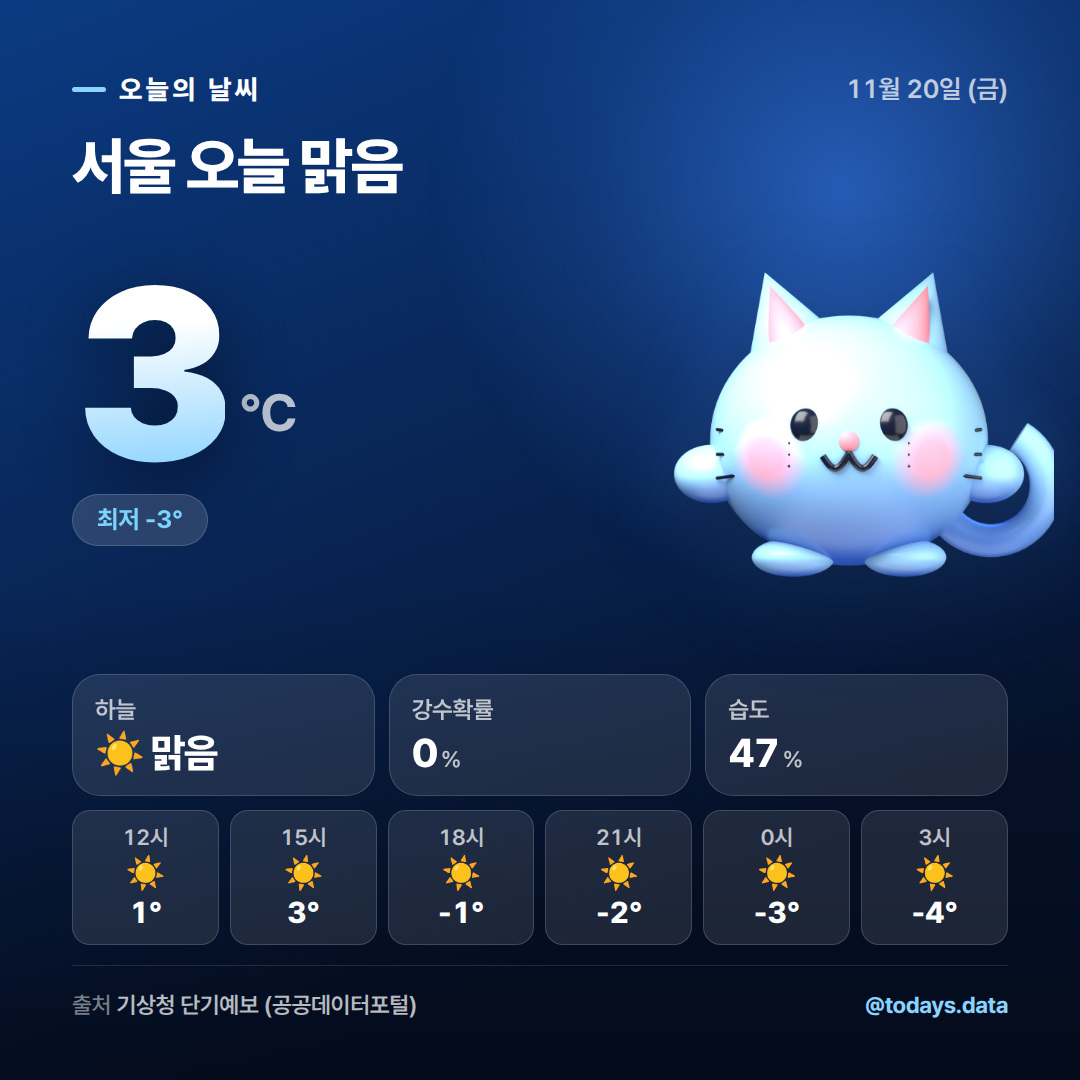 오늘의 날씨
11월 20일 (금)
서울 오늘 맑음
3°C
최저 -3°
하늘
맑음
강수확률
0%
습도
47%
12시
1°
15시
3°
18시
-1°
21시
-2°
0시
-3°
3시
-4°
출처 기상청 단기예보 (공공데이터포털)
@todays.data